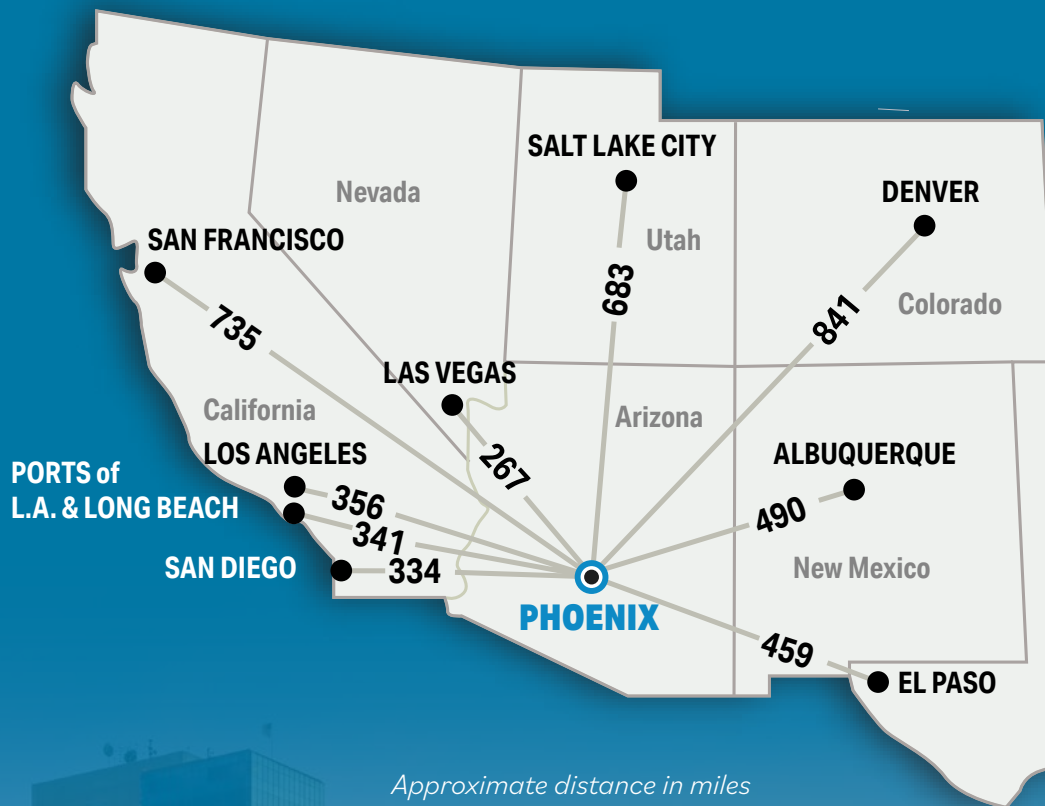 SALT LAKE CITY
Nevada
DENVER
SAN FRANCISCO
Utah
683
Colorado
841
735
LAS VEGAS
California
Arizona
LOS ANGELES
267
ALBUQUERQUE
PORTS of
L.A. & LONG BEACH
356
490
341
SAN DIEGO
334
New Mexico
PHOENIX
459
EL PASO
Approximate distance in miles